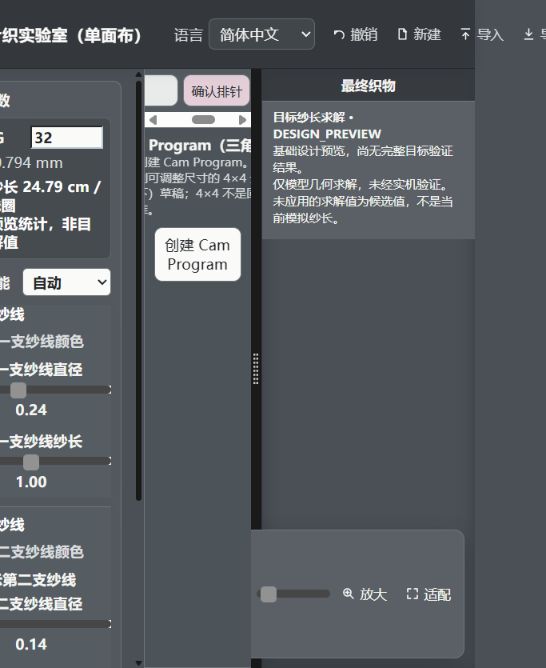 织实验室（单面布）
语言 简体中文 撤销 新建 导入
数
G 32
.794 mm
长 24.79 cm /
圈
览统计，非目
值
能 自动
纱线
一支纱线颜色
一支纱线直径
0.24
一支纱线纱长
1.00
纱线
二支纱线颜色
第二支纱线
二支纱线直径
0.14
确认排针
Program（三角
建 Cam Program。
可调整尺寸的 4×4
）草稿；4×4 不是
创建 Cam
Program
最终织物
目标纱长求解 •
DESIGN_PREVIEW
基础设计预览，尚无完整目标验证
结果。
仅模型几何求解，未经实机验证。
未应用的求解值为候选值，不是当
前模拟纱长。
放大 适配